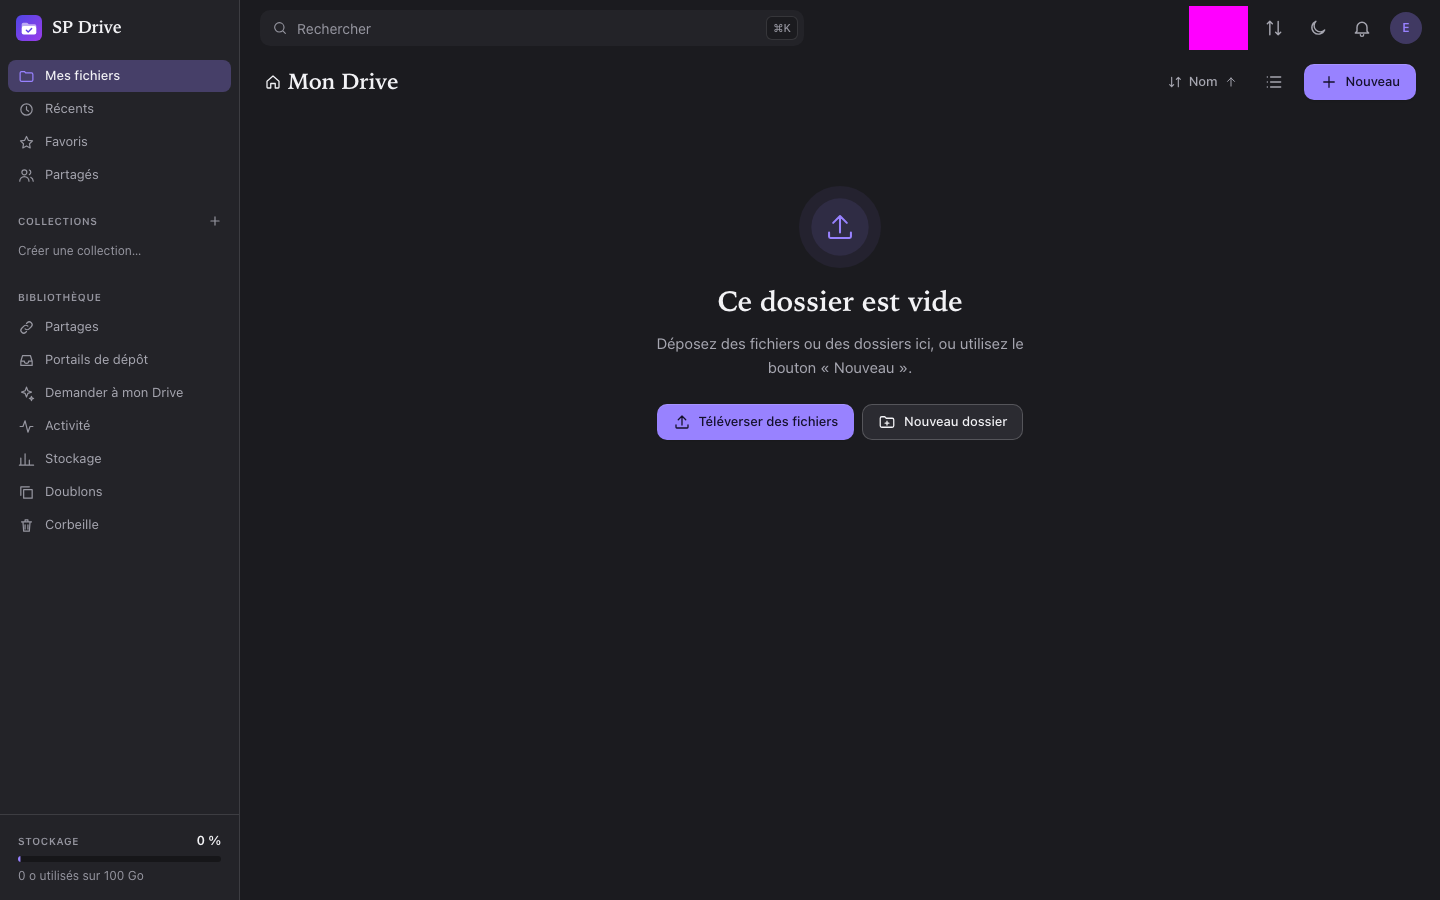 SP Drive
Rechercher
⌘K
E
Mes fichiers
Récents
Favoris
Partagés
COLLECTIONS
Créer une collection...
BIBLIOTHÈQUE
Partages
Portails de dépôt
Demander à mon Drive
Activité
Stockage
Doublons
Corbeille
STOCKAGE
0 %
0 o utilisés sur 100 Go
Mon Drive
Nom
Nouveau
Ce dossier est vide
Déposez des fichiers ou des dossiers ici, ou utilisez le
bouton « Nouveau ».
Téléverser des fichiers
Nouveau dossier